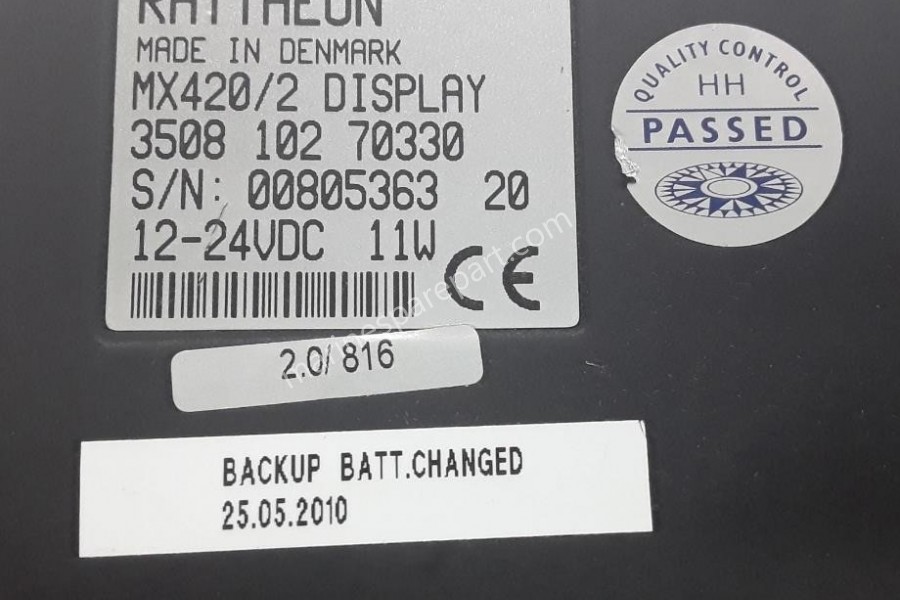 RAYTHEON
MADE IN DENMARK
MX420/2 DISPLAY
3508 102 70330
S/N: 00805363 20
12-24VDC 11W
CE
QUALITY CONTROL
HH
PASSED
2.0/816
BACKUP BATT.CHANGED
25.05.2010